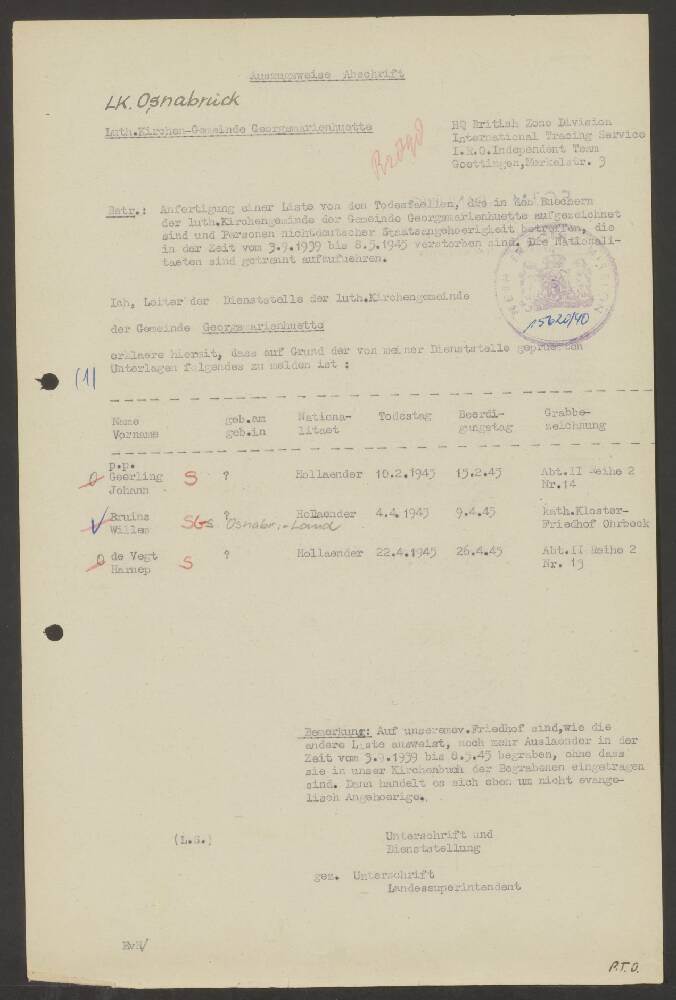 Auszugsweise Abschrift
LK. Osnabrück
Luth.Kirchen-Gemeinde Georgsmarienhuette
HQ British Zone Division
International Tracing Service
I.R.O.Independent Team
Goettingen,Merkelstr. 3
Betr.: Anfertigung einer Liste von den Todesfaellen, die in den Buechern
der luth.Kirchengemeinde der Gemeinde Georgsmarienhuette aufgezeichnet
sind und Personen nichtdeutscher Staatsangehoerigkeit betreffen, die
in der Zeit vom 3.9.1939 bis 8.5.1945 verstorben sind. Die Nationali-
taeten sind getrennt aufzufuehren.
15620/40
Ich, Leiter der Dienststelle der luth.Kirchengemeinde
der Gemeinde Georgsmarienhuette
erklaere hiermit, dass auf Grund der von meiner Dienststelle geprueften
Unterlagen folgendes zu melden ist :
(1)
Name geb.am Nationa- Todestag Beerdi- Grabbe-
Vorname geb.in litaet gungstag zeichnung
p.p.
Geerling S ? Hollaender 10.2.1945 15.2.45 Abt.II Reihe 2
Johann Nr.14
Bruins ? Hollaender 4.4.1945 9.4.45 kath.Kloster-
Willem Osnabr.-Land Friedhof Ohrbeck
de Vegt S ? Hollaender 22.4.1945 26.4.45 Abt.II Reihe 2
Harmep Nr. 15
Bemerkung: Auf unserem ev.Friedhof sind,wie die
andere Liste ausweist, noch mehr Auslaender in der
Zeit vom 3.9.1939 bis 8.5.45 begraben, ohne dass
sie in unser Kirchenbuch der Begrabenen eingetragen
sind. Dann handelt es sich eben um nicht evange-
lisch Angehoerige.
(L.S.)
Unterschrift und
Dienststellung
gez. Unterschrift
Landessuperintendent
EvH/
P.T.O.